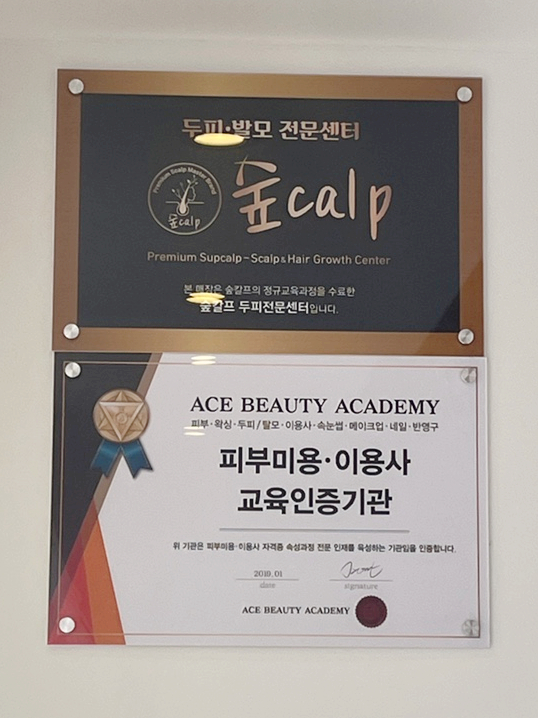 두피·발모 전문센터
Premium Scalp Master Brand
숲calp
숲calp
Premium Supcalp - Scalp & Hair Growth Center
본 매장은 숲칼프의 정규교육과정을 수료한
숲칼프 두피전문센터입니다.
ACE BEAUTY ACADEMY
피부·왁싱·두피/탈모·이용사·속눈썹·메이크업·네일·반영구
피부미용·이용사
교육인증기관
위 기관은 피부미용·이용사 자격증 속성과정 전문 인재를 육성하는 기관임을 인증합니다.
2019.01
date
signature
ACE BEAUTY ACADEMY